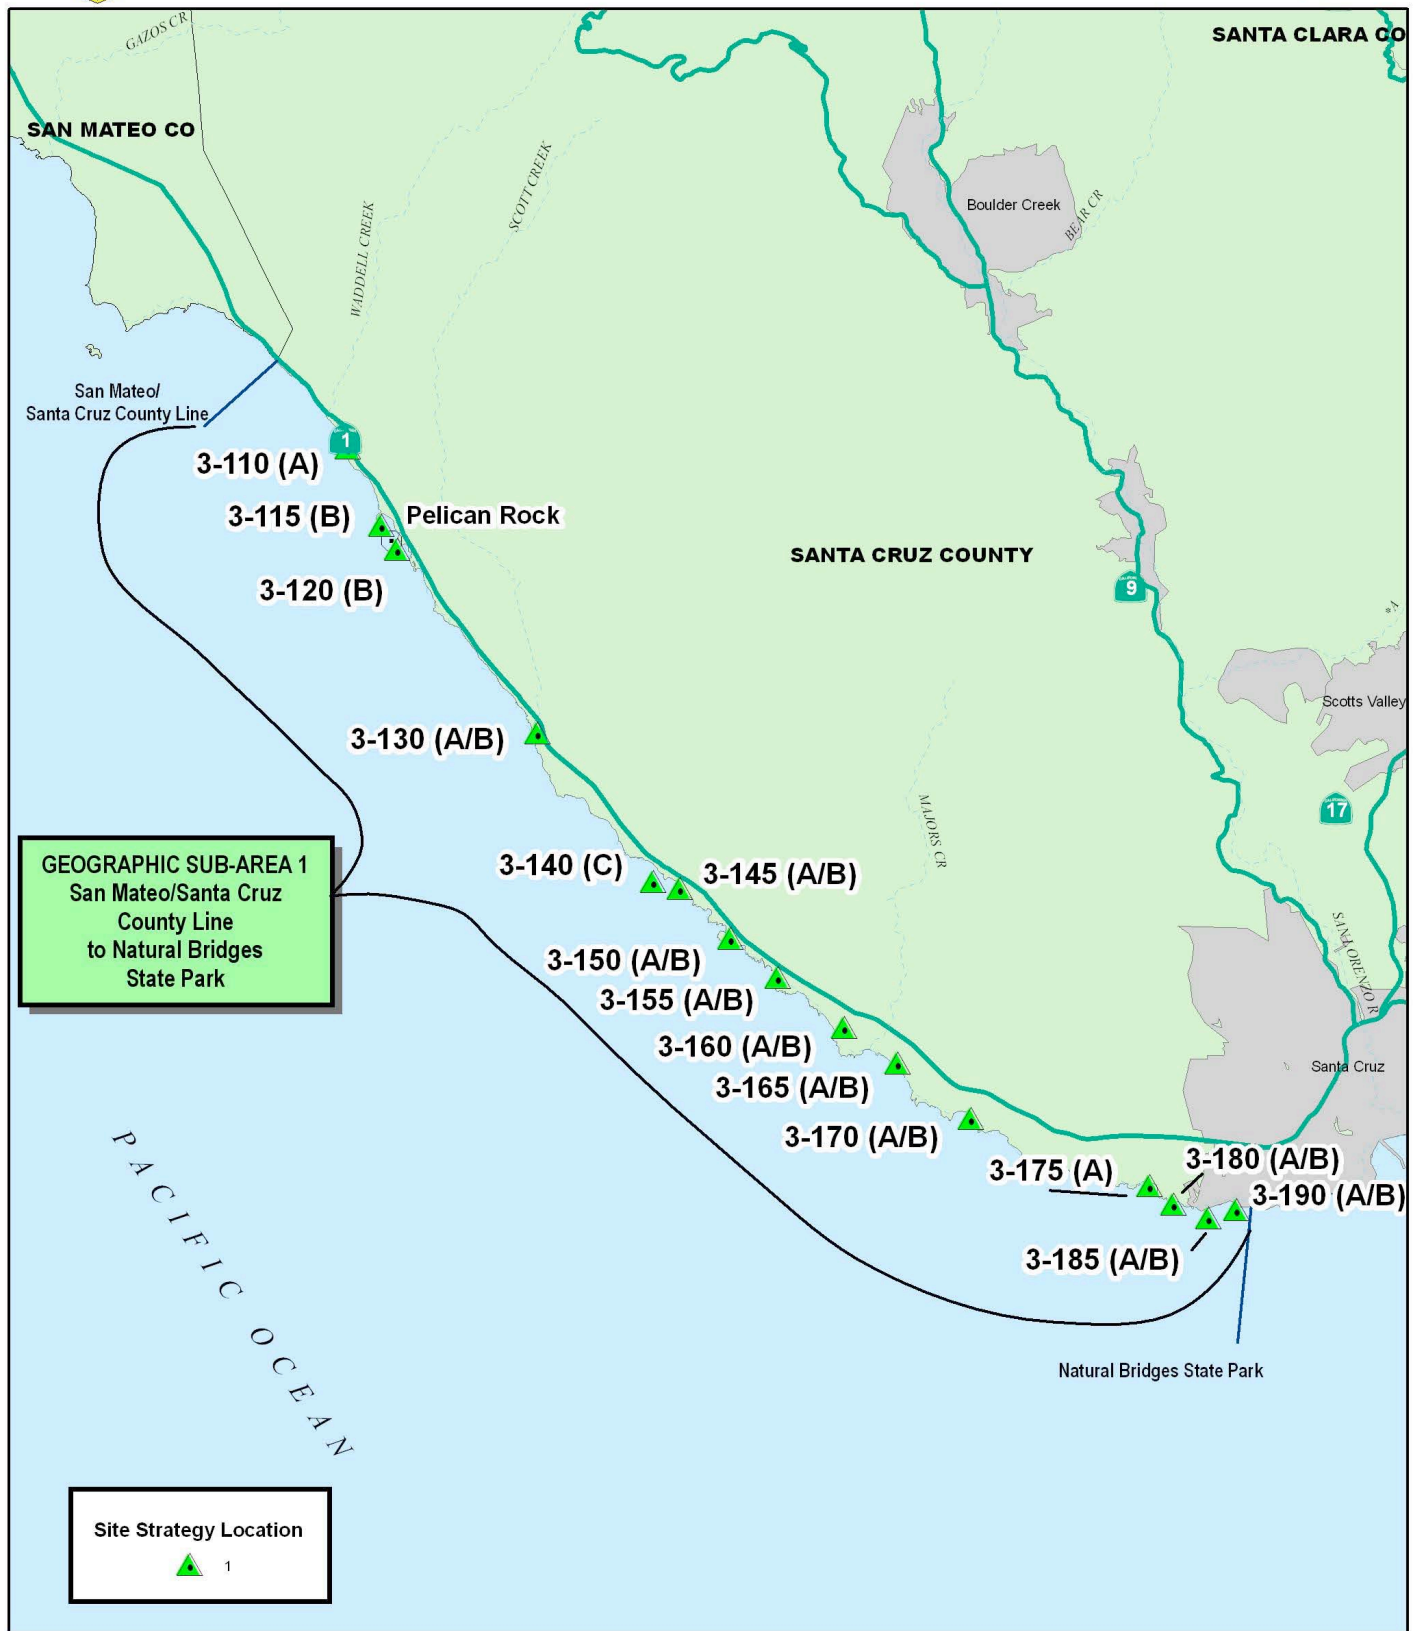 GAZOS CR
SANTA CLARA CO
SAN MATEO CO
WADDELL CREEK
SCOTT CREEK
Boulder Creek
BEAR CR
San Mateo/
Santa Cruz County Line
1
3-110 (A)
3-115 (B)
Pelican Rock
3-120 (B)
SANTA CRUZ COUNTY
9
Scotts Valley
3-130 (A/B)
MAJORS CR
17
GEOGRAPHIC SUB-AREA 1
San Mateo/Santa Cruz
County Line
to Natural Bridges
State Park
3-140 (C)
3-145 (A/B)
3-150 (A/B)
3-155 (A/B)
3-160 (A/B)
3-165 (A/B)
3-170 (A/B)
SAN LORENZO R
Santa Cruz
3-175 (A)
3-180 (A/B)
3-190 (A/B)
3-185 (A/B)
Natural Bridges State Park
PACIFIC OCEAN
Site Strategy Location
1